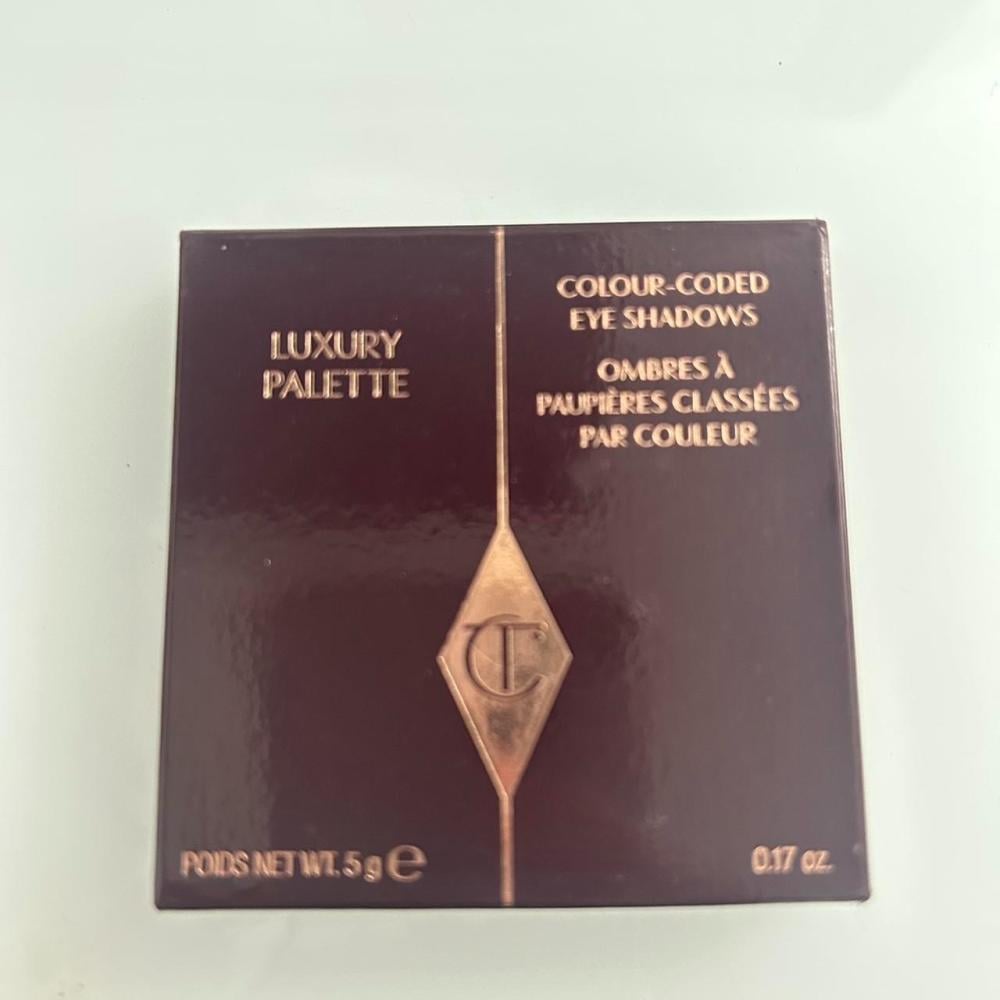 LUXURY
PALETTE
COLOUR-CODED
EYE SHADOWS
OMBRES À
PAUPIÈRES CLASSÉES
PAR COULEUR
CT
POIDS NET WT. 5 g ℮
0.17 oz.